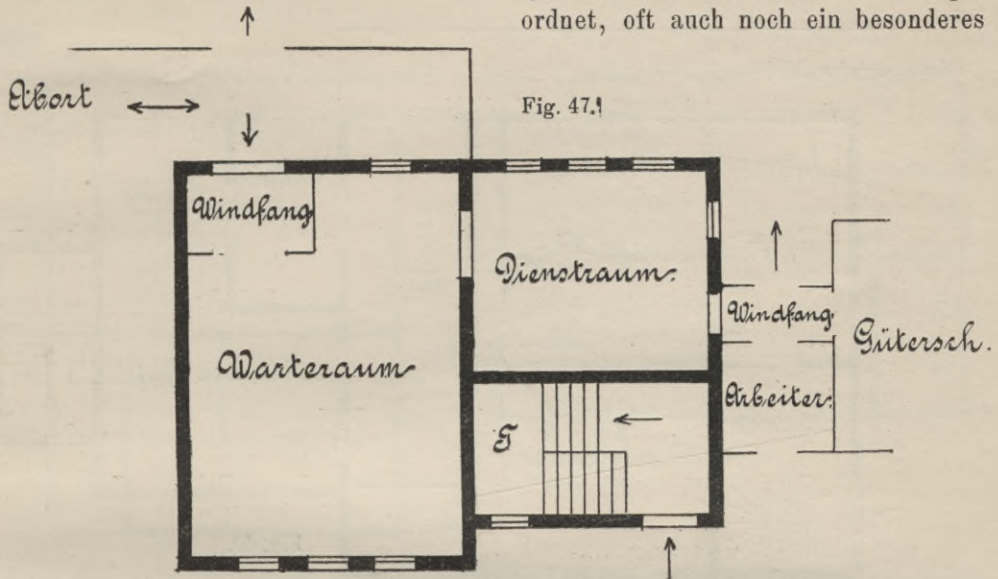 ordnet, oft auch noch ein besonderes
Fig. 47.
Abort
Windfang
Dienstraum.
Windfang.
Gütersch.
Warteraum
Arbeiter.